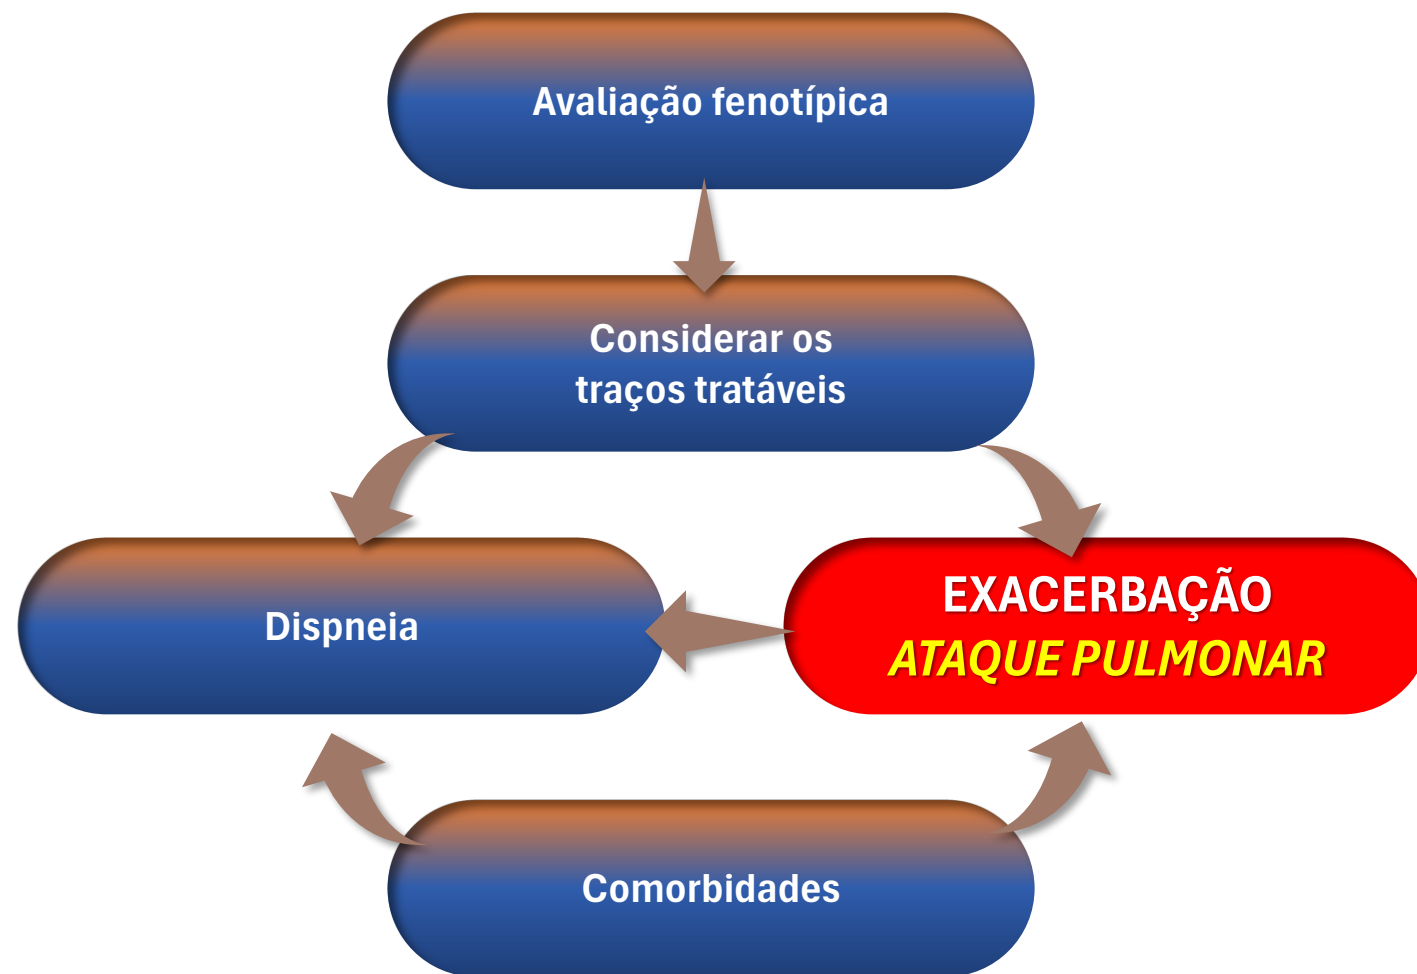 Avaliação fenotípica
Considerar os
traços tratáveis
Dispneia
EXACERBAÇÃO
ATAQUE PULMONAR
Comorbidades